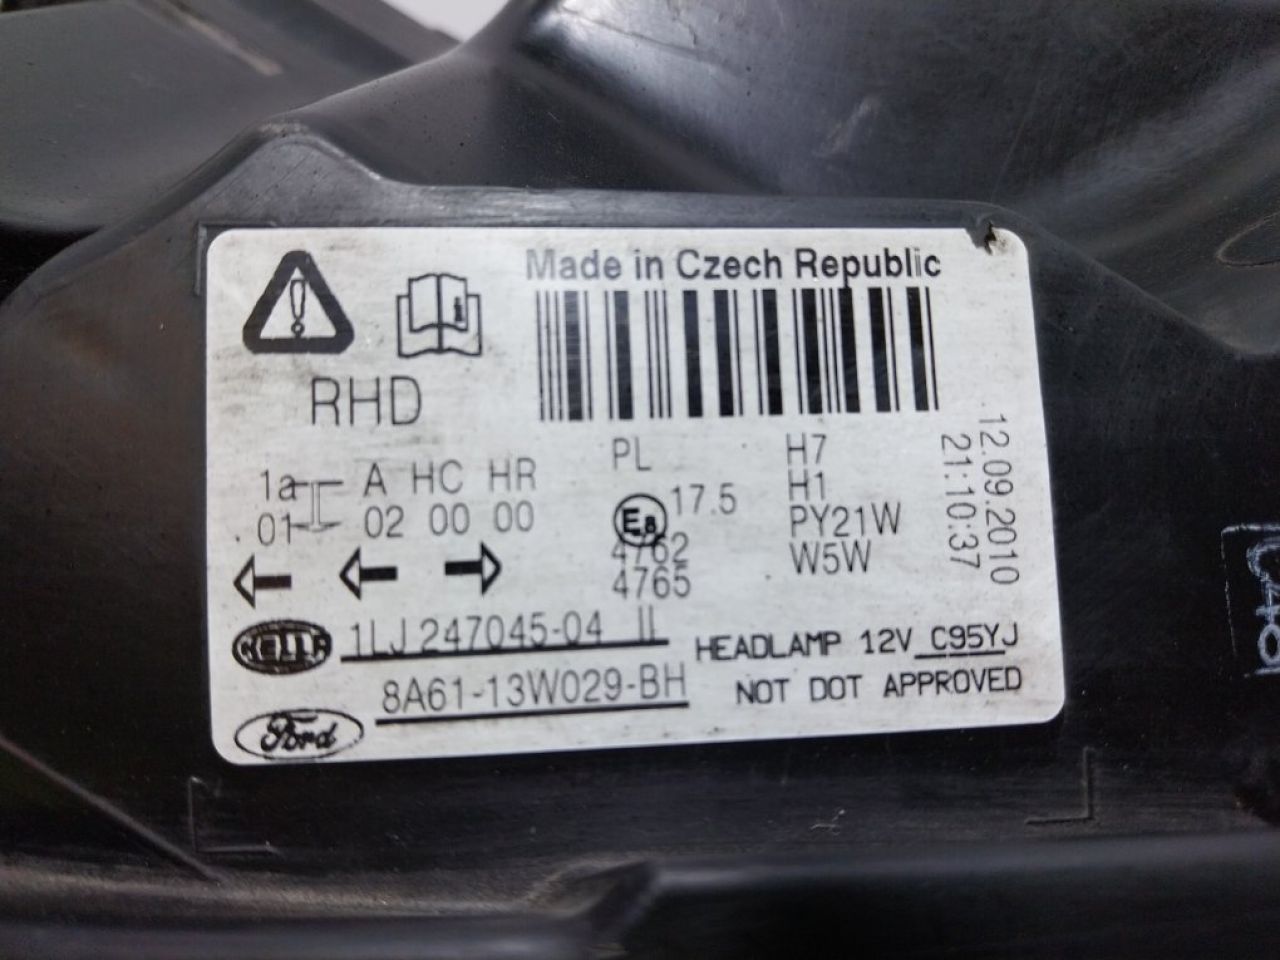 Made in Czech Republic
RHD
PL
H7
H1
PY21W
W5W
12.09.2010
21:10:37
1a A HC HR
01 02 00 00
E8 17.5
4762
4765
HELLA 1LJ 247045-04 IL
HEADLAMP 12V C95YJ
8A61-13W029-BH
NOT DOT APPROVED
Ford